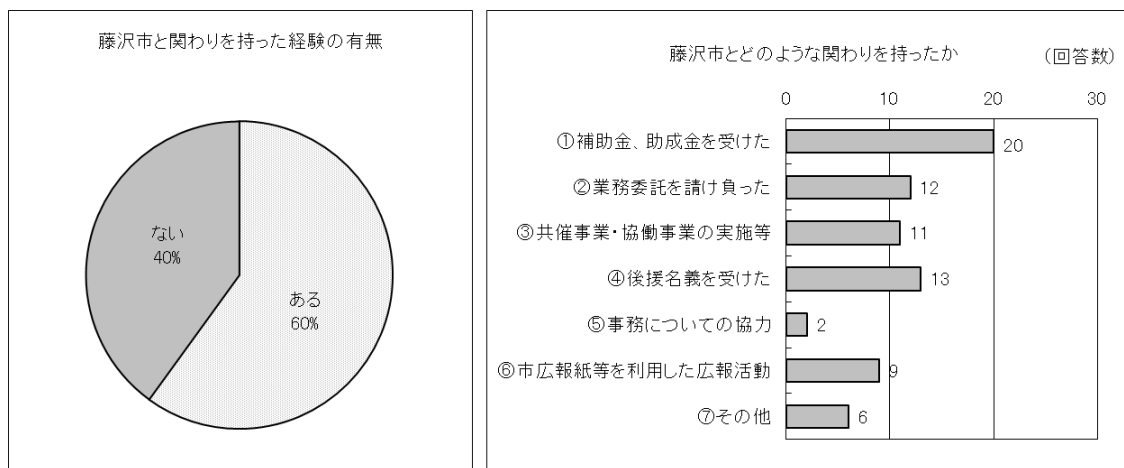 藤沢市と関わりを持った経験の有無
ない
40%
ある
60%
藤沢市とどのような関わりを持ったか
(回答数)
0 10 20 30
①補助金、助成金を受けた 20
②業務委託を請け負った 12
③共催事業・協働事業の実施等 11
④後援名義を受けた 13
⑤事務についての協力 2
⑥市広報紙等を利用した広報活動 9
⑦その他 6